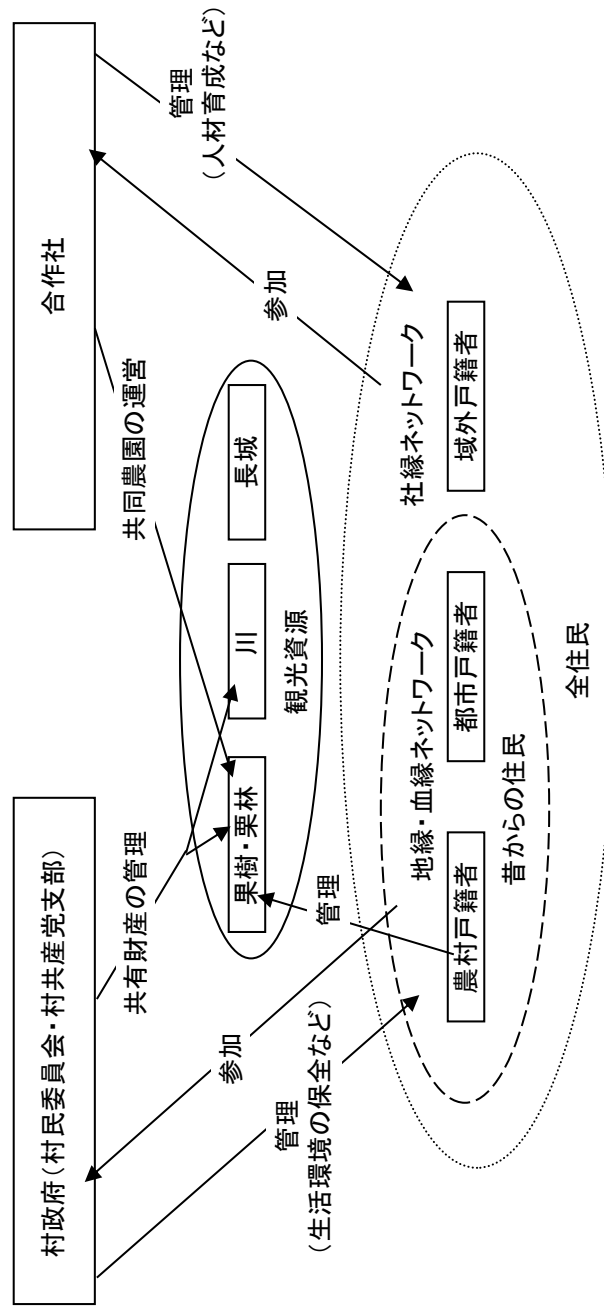 村政府（村民委員会・村共産党支部）
合作社
共有財産の管理
共同農園の運営
管理
（人材育成など）
参加
果樹・栗林
川
長城
観光資源
参加
管理
管理
（生活環境の保全など）
地縁・血縁ネットワーク
社縁ネットワーク
農村戸籍者
都市戸籍者
域外戸籍者
昔からの住民
全住民